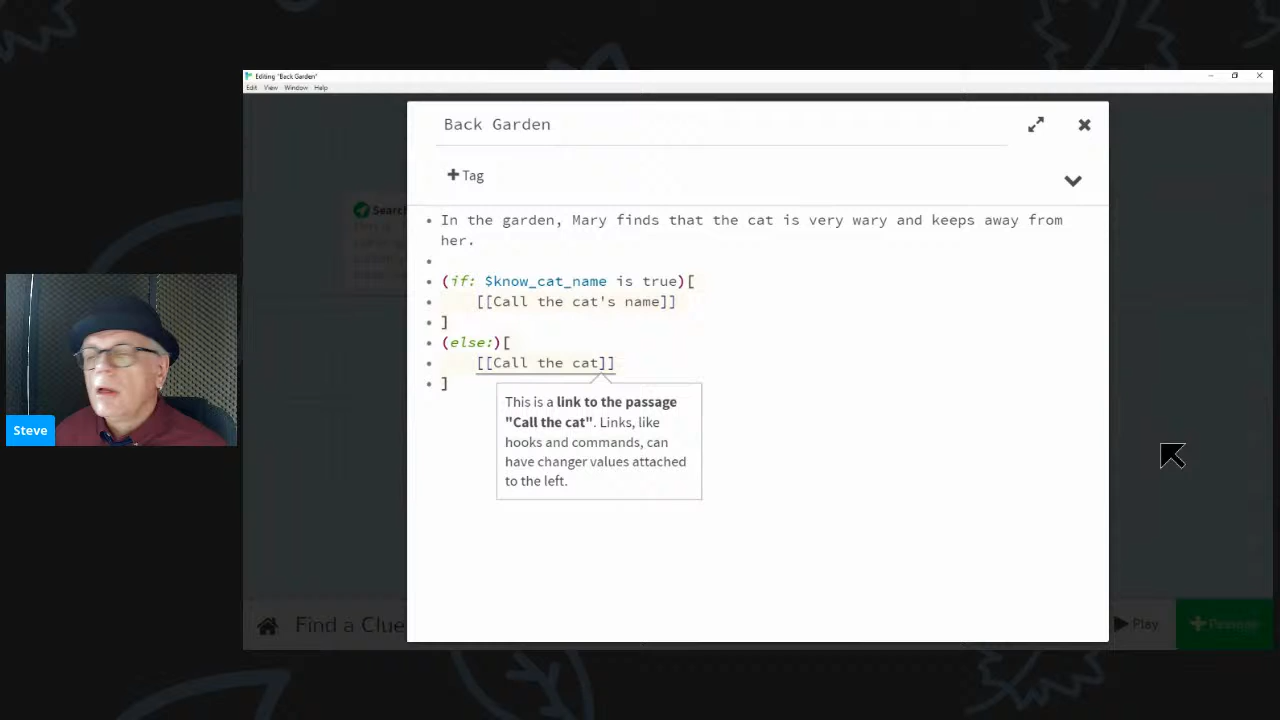 Editing "Back Garden"
Edit View Window Help
Back Garden
+ Tag
Search
In the garden, Mary finds that the cat is very wary and keeps away from
her.
(if: $know_cat_name is true)[
[[Call the cat's name]]
]
(else:)[
[[Call the cat]]
]
This is a link to the passage
"Call the cat". Links, like
hooks and commands, can
have changer values attached
to the left.
Steve
Find a Clue
Play
+Passage